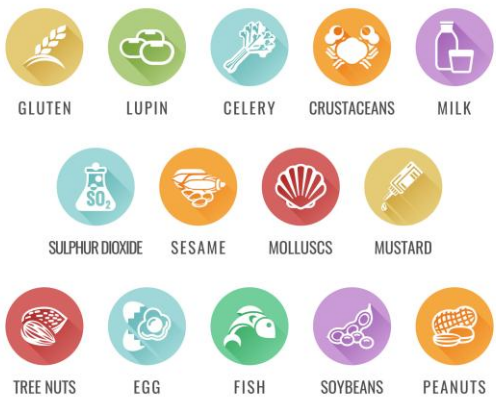 GLUTEN LUPIN CELERY CRUSTACEANS MILK
SO₂
SULPHUR DIOXIDE SESAME MOLLUSCS MUSTARD
TREE NUTS EGG FISH SOYBEANS PEANUTS